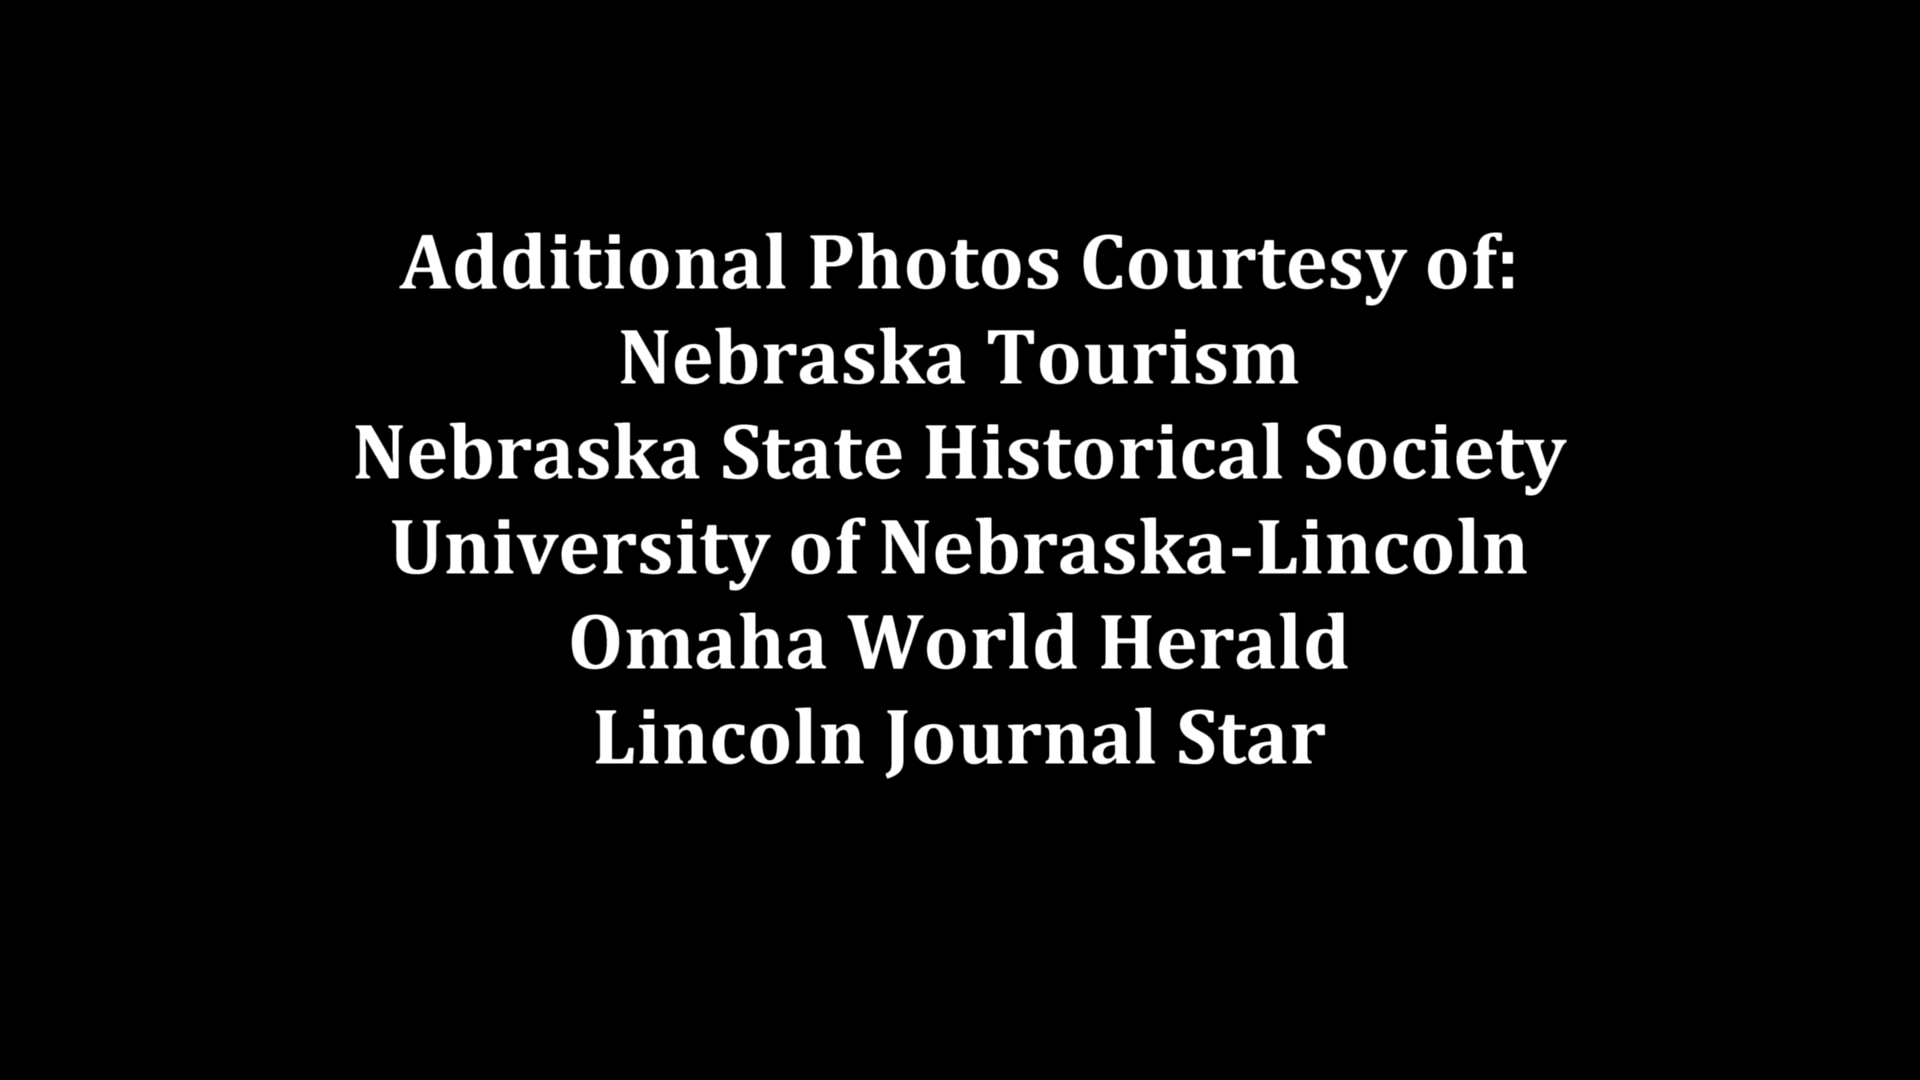 Additional Photos Courtesy of:
Nebraska Tourism
Nebraska State Historical Society
University of Nebraska-Lincoln
Omaha World Herald
Lincoln Journal Star